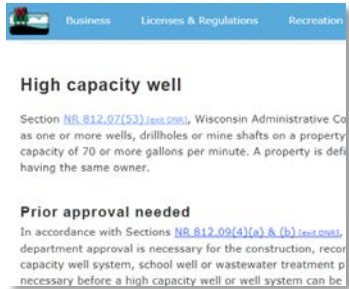 Business Licenses & Regulations Recreation
High capacity well
Section NR 812.07(53) [exit DNR], Wisconsin Administrative Co
as one or more wells, drillholes or mine shafts on a property
capacity of 70 or more gallons per minute. A property is defi
having the same owner.
Prior approval needed
In accordance with Sections NR 812.09(4)(a) & (b) [exit DNR],
department approval is necessary for the construction, recon
capacity well system, school well or wastewater treatment p
necessary before a high capacity well or well system can be